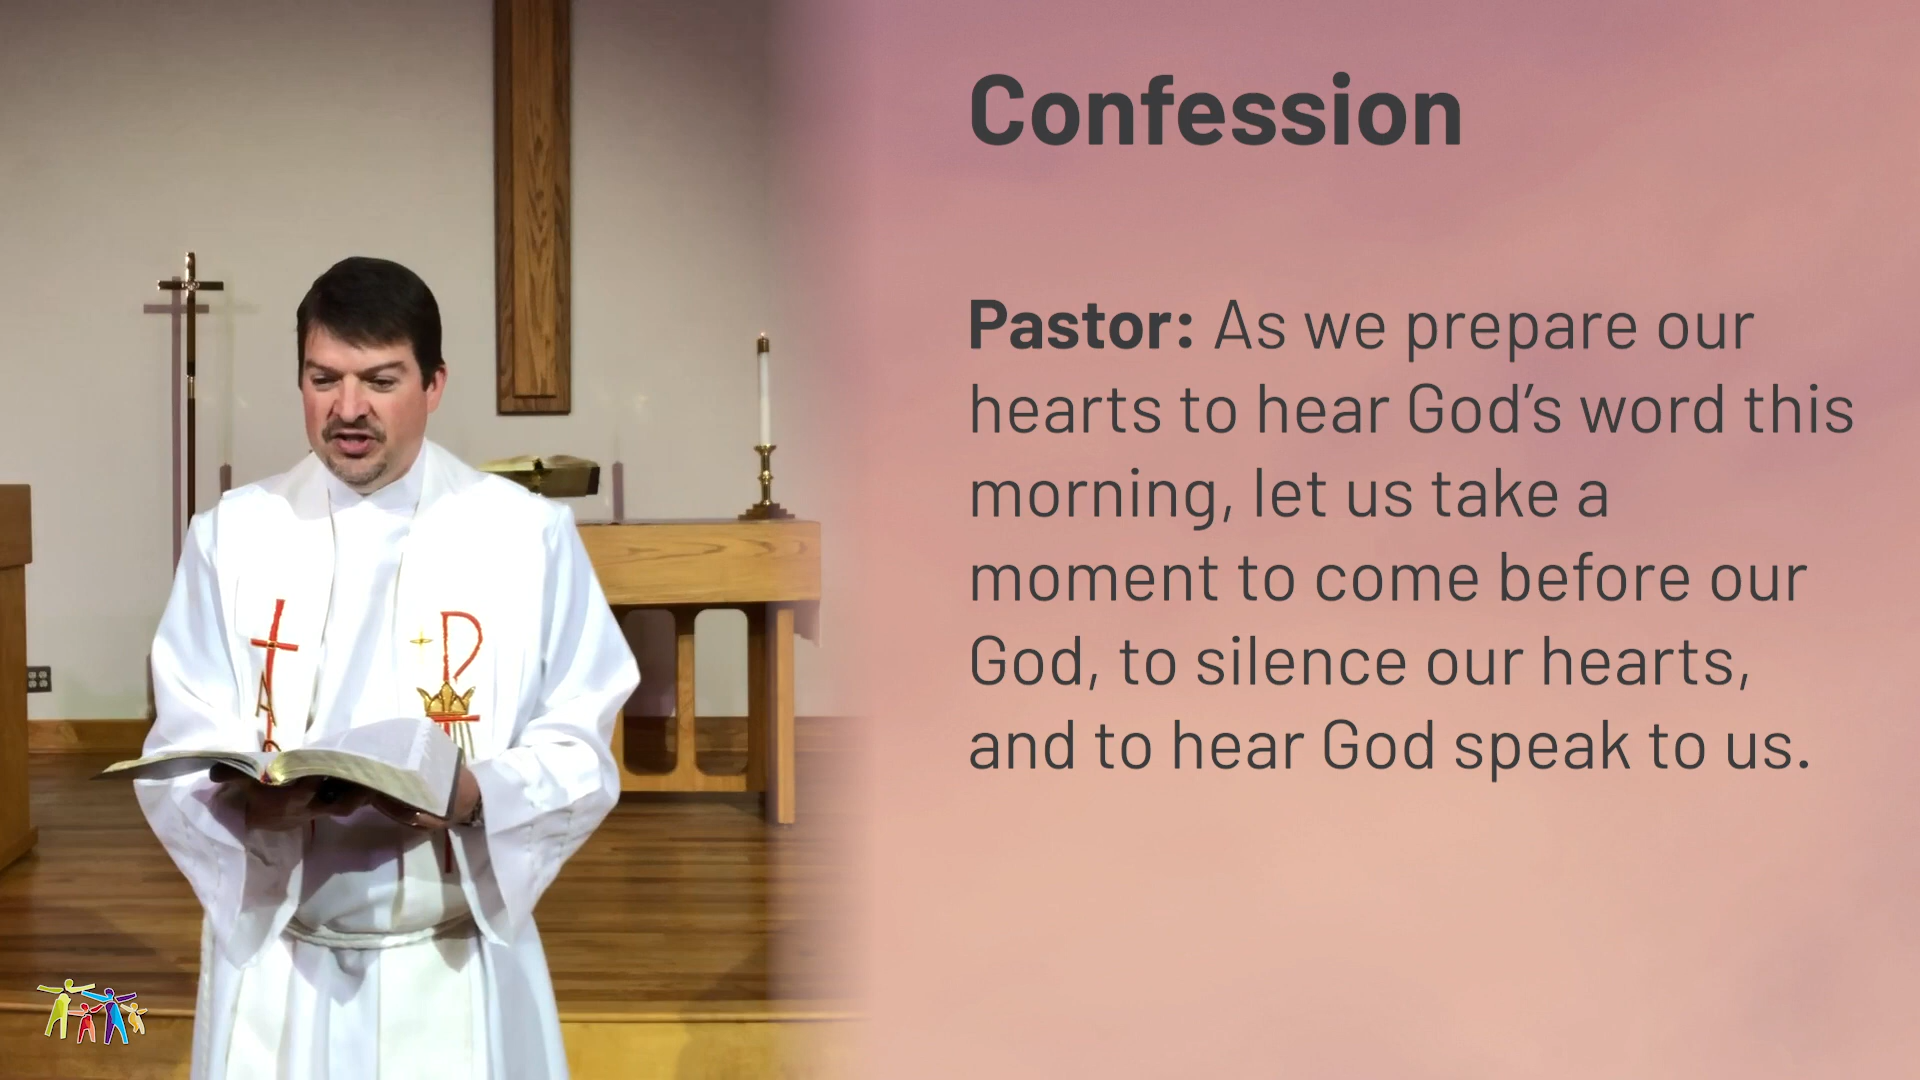 Confession
Pastor: As we prepare our
hearts to hear God’s word this
morning, let us take a
moment to come before our
God, to silence our hearts,
and to hear God speak to us.